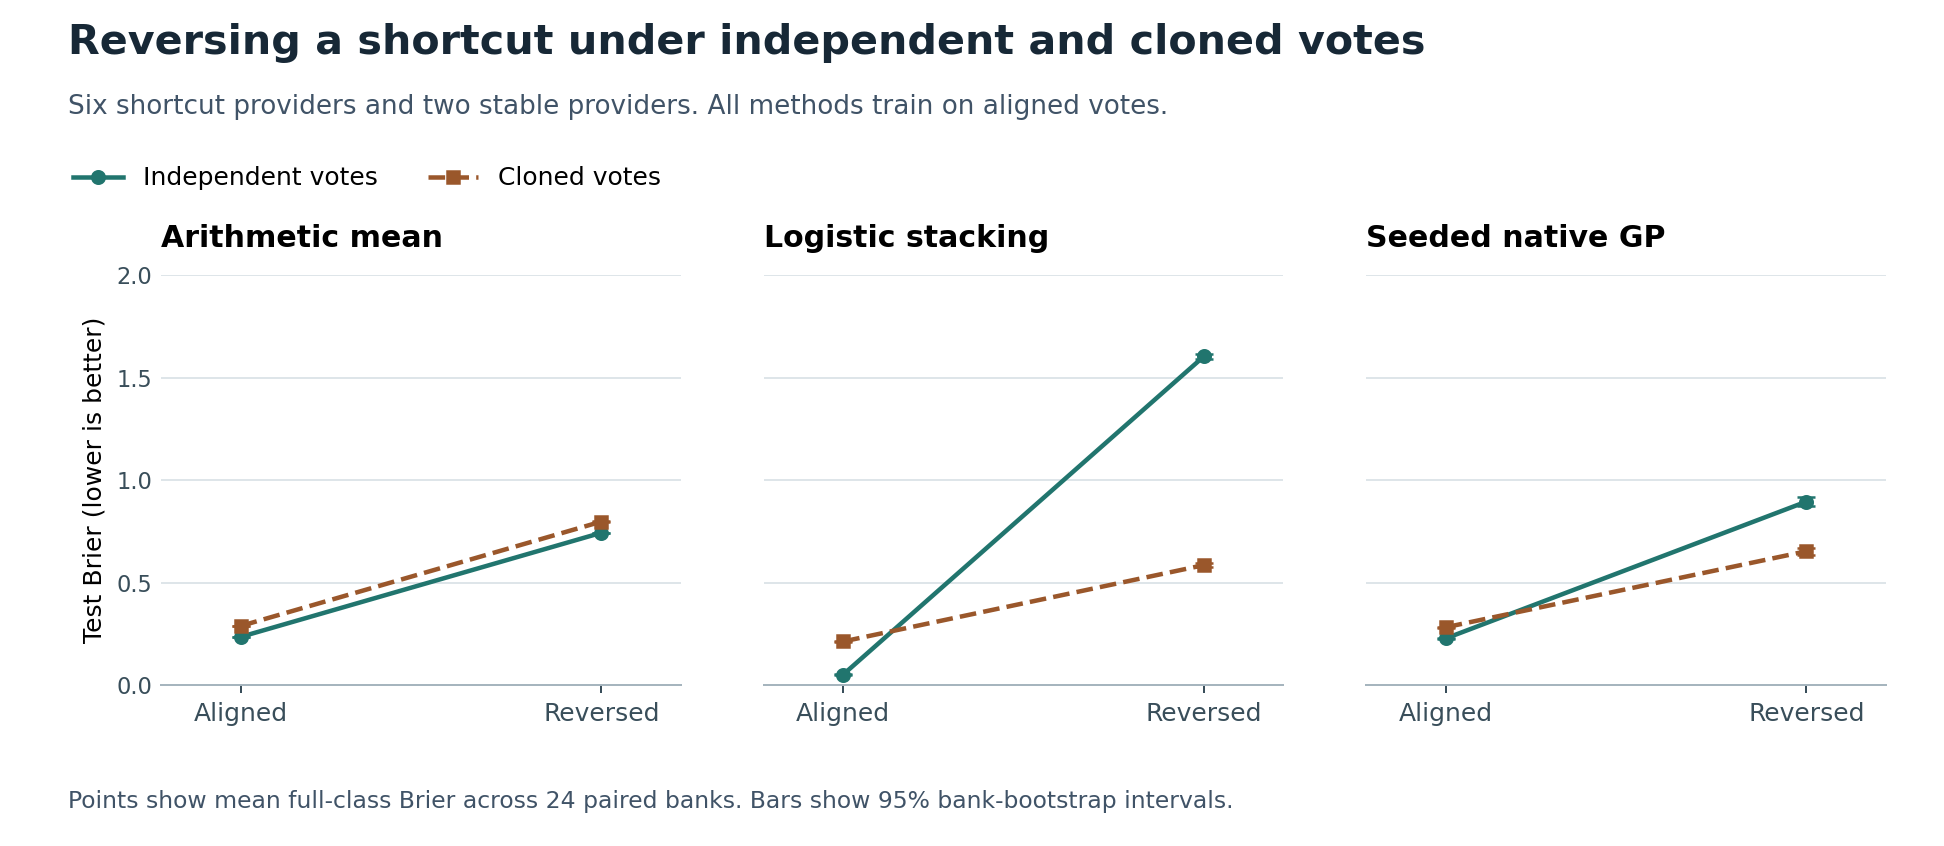 Reversing a shortcut under independent and cloned votes
Six shortcut providers and two stable providers. All methods train on aligned votes.
Independent votes
Cloned votes
Arithmetic mean
Logistic stacking
Seeded native GP
Test Brier (lower is better)
2.0
1.5
1.0
0.5
0.0
Aligned
Reversed
Aligned
Reversed
Aligned
Reversed
Points show mean full-class Brier across 24 paired banks. Bars show 95% bank-bootstrap intervals.